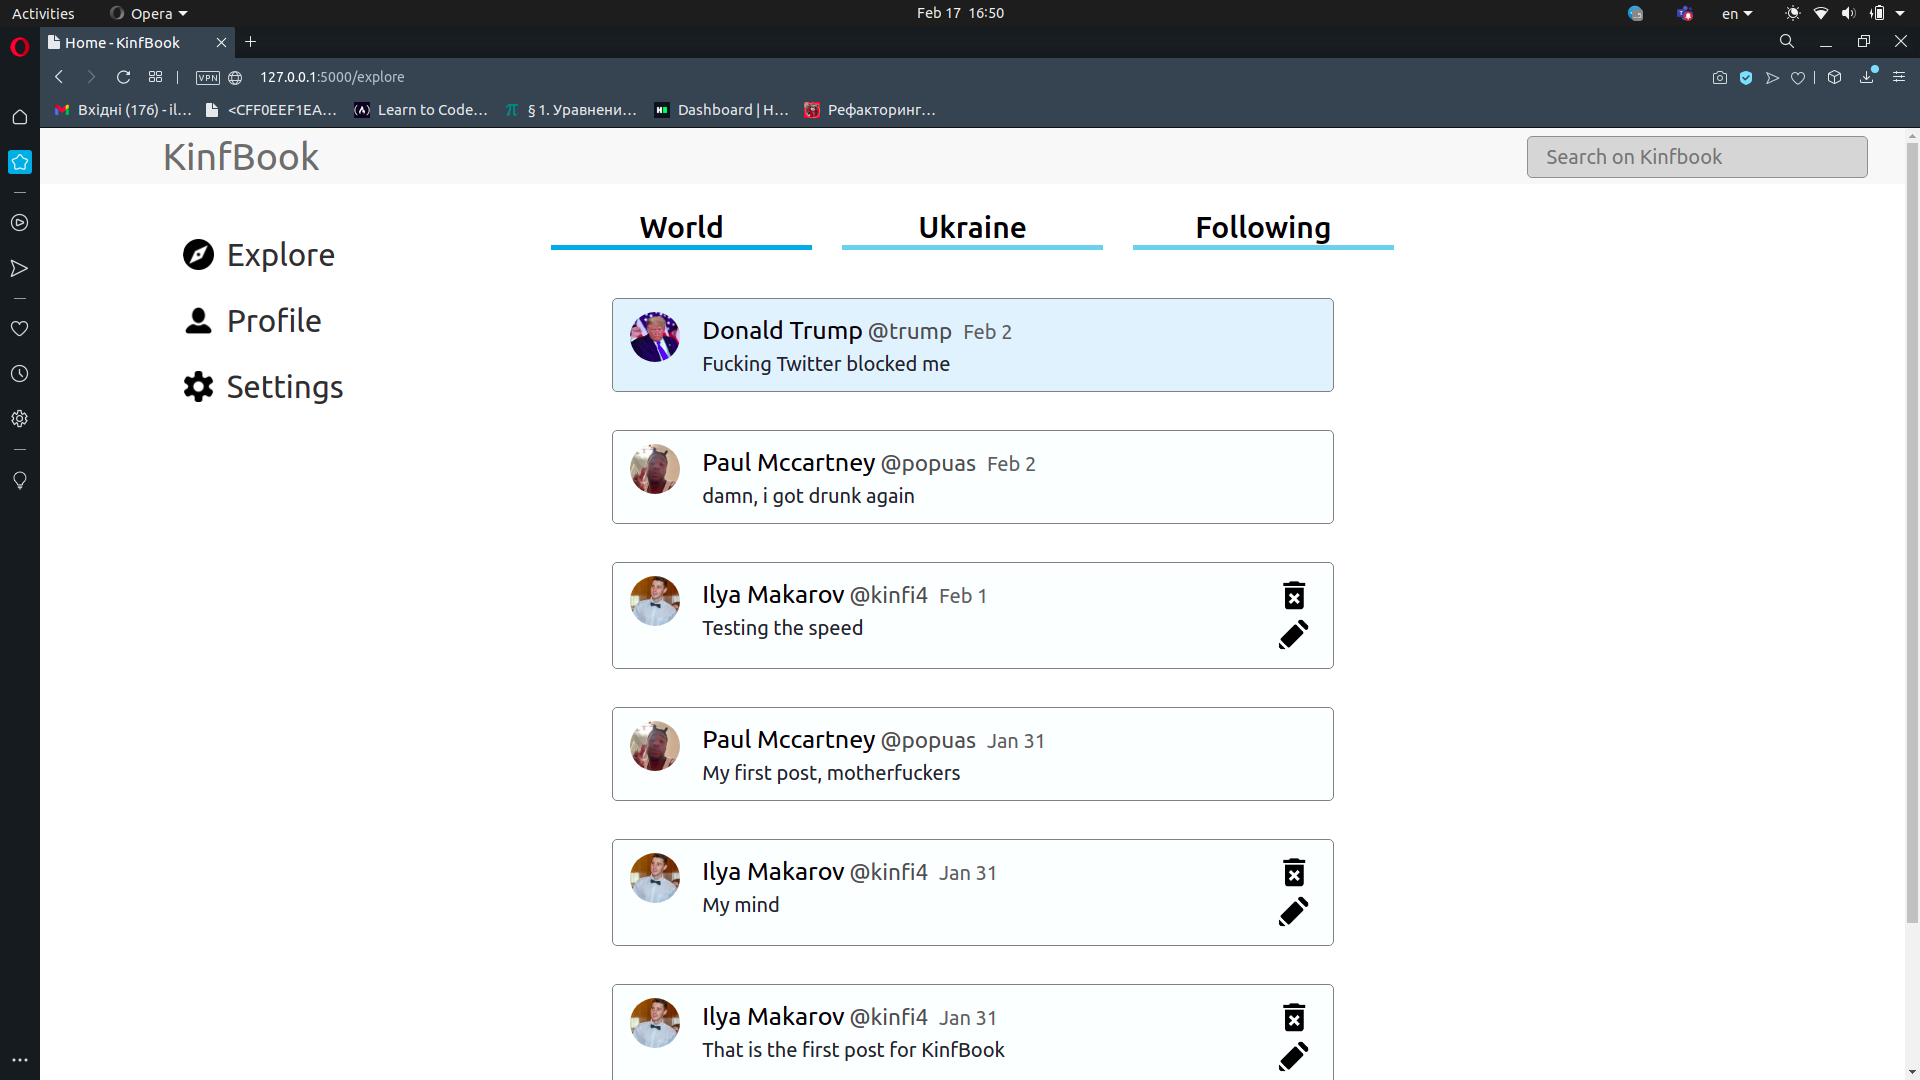 Activities Opera Feb 17 16:50 en
Home - KinfBook
VPN 127.0.0.1:5000/explore
Вхідні (176) - il... <CFF0EEF1EA... Learn to Code... § 1. Уравнени... Dashboard | H... Рефакторинг...
KinfBook Search on Kinfbook
World Ukraine Following
Explore
Profile
Settings
Donald Trump @trump Feb 2
Fucking Twitter blocked me
Paul Mccartney @popuas Feb 2
damn, i got drunk again
Ilya Makarov @kinfi4 Feb 1
Testing the speed
Paul Mccartney @popuas Jan 31
My first post, motherfuckers
Ilya Makarov @kinfi4 Jan 31
My mind
Ilya Makarov @kinfi4 Jan 31
That is the first post for KinfBook